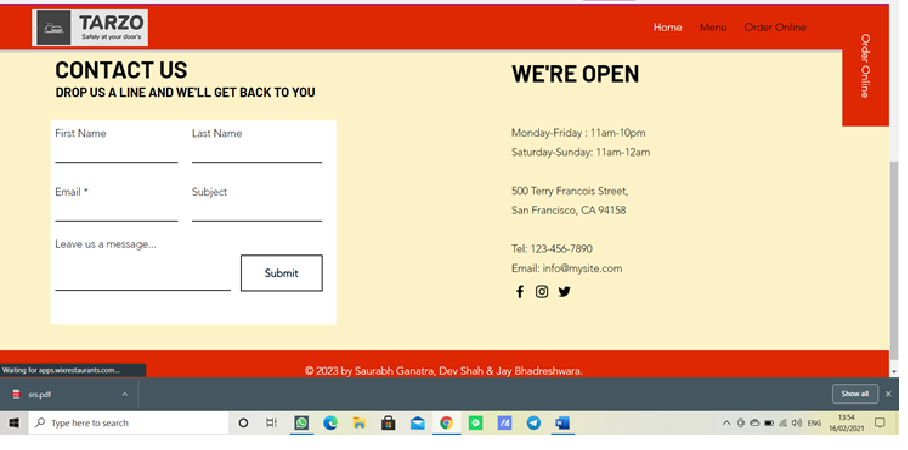 TARZO
Safely at your door's
Home Menu Order Online
Order Online
CONTACT US
DROP US A LINE AND WE'LL GET BACK TO YOU
First Name Last Name
Email * Subject
Leave us a message...
Submit
WE'RE OPEN
Monday-Friday : 11am-10pm
Saturday-Sunday: 11am-12am
500 Terry Francois Street,
San Francisco, CA 94158
Tel: 123-456-7890
Email: info@mysite.com
© 2023 by Saurabh Ganatra, Dev Shah & Jay Bhadreshwara.
Waiting for apps.wixrestaurants.com...
srs.pdf
Show all
Type here to search
ENG
13:54
16/02/2021